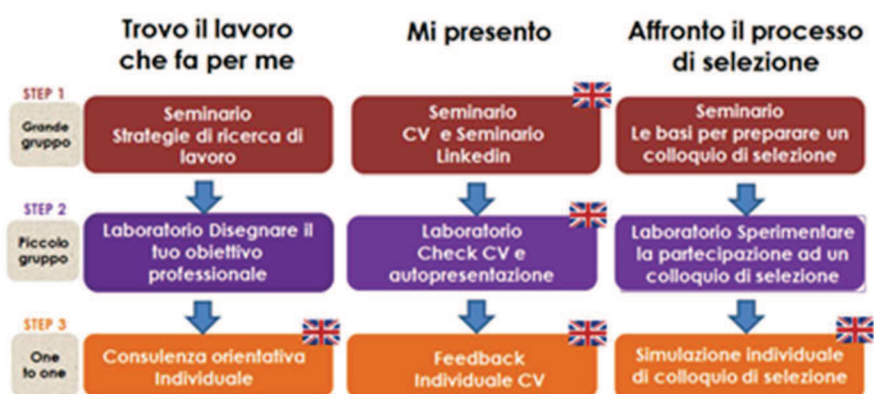 Trovo il lavoro
che fa per me
Mi presento
Affronto il processo
di selezione
STEP 1
Grande
gruppo
Seminario
Strategie di ricerca di
lavoro
Seminario
CV e Seminario
Linkedin
Seminario
Le basi per preparare un
colloquio di selezione
STEP 2
Piccolo
gruppo
Laboratorio Disegnare il
tuo obiettivo
professionale
Laboratorio
Check CV e
autopresentazione
Laboratorio Sperimentare
la partecipazione ad un
colloquio di selezione
STEP 3
One
to one
Consulenza orientativa
Individuale
Feedback
Individuale CV
Simulazione individuale
di colloquio di selezione